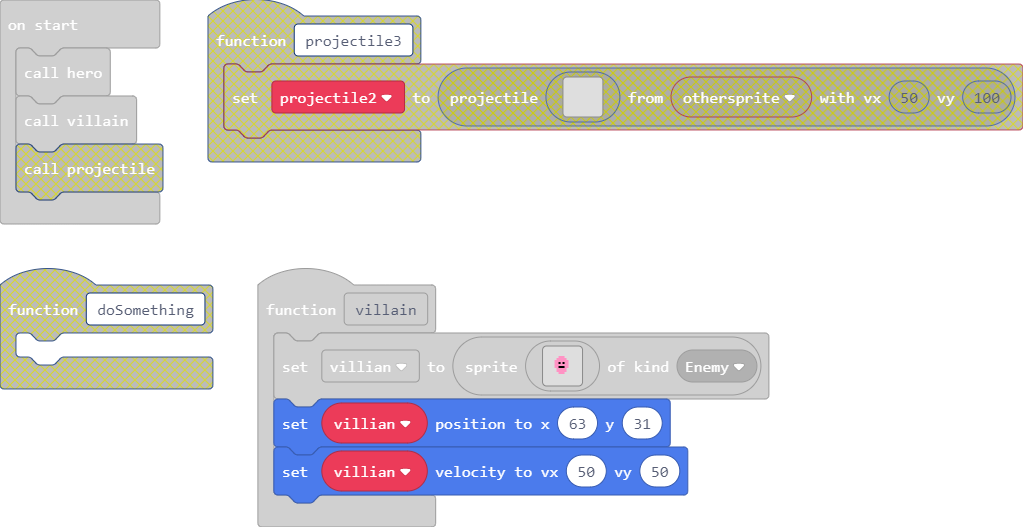 on start
call hero
call villain
call projectile
function projectile3
set projectile2 to projectile from othersprite with vx 50 vy 100
function doSomething
function villain
set villian to sprite of kind Enemy
set villian position to x 63 y 31
set villian velocity to vx 50 vy 50